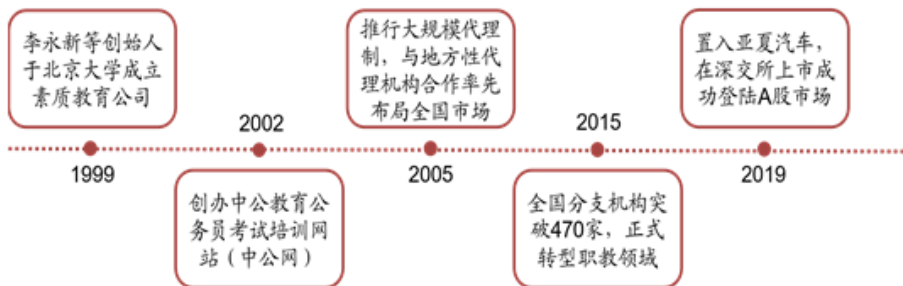 李永新等创始人
于北京大学成立
素质教育公司
1999
2002
创办中公教育公
务员考试培训网
站（中公网）
推行大规模代理
制，与地方性代
理机构合作率先
布局全国市场
2005
2015
全国分支机构突
破470家，正式
转型职教领域
置入亚夏汽车，
在深交所上市成
功登陆A股市场
2019